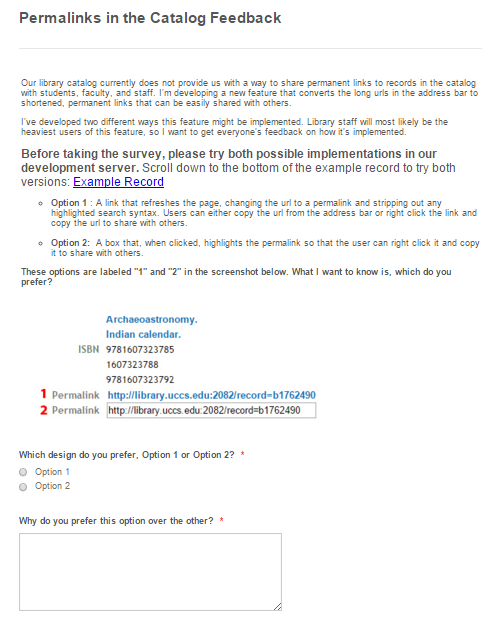 Permalinks in the Catalog Feedback
Our library catalog currently does not provide us with a way to share permanent links to records in the catalog
with students, faculty, and staff. I'm developing a new feature that converts the long urls in the address bar to
shortened, permanent links that can be easily shared with others.
I've developed two different ways this feature might be implemented. Library staff will most likely be the
heaviest users of this feature, so I want to get everyone's feedback on how it's implemented.
Before taking the survey, please try both possible implementations in our
development server. Scroll down to the bottom of the example record to try both
versions: Example Record
Option 1 : A link that refreshes the page, changing the url to a permalink and stripping out any
highlighted search syntax. Users can either copy the url from the address bar or right click the link and
copy the url to share with others.
Option 2: A box that, when clicked, highlights the permalink so that the user can right click it and copy
it to share with others.
These options are labeled "1" and "2" in the screenshot below. What I want to know is, which do you
prefer?
Archaeoastronomy.
Indian calendar.
ISBN 9781607323785
1607323788
9781607323792
1 Permalink http://library.uccs.edu:2082/record=b1762490
2 Permalink http://library.uccs.edu:2082/record=b1762490
Which design do you prefer, Option 1 or Option 2? *
Option 1
Option 2
Why do you prefer this option over the other? *